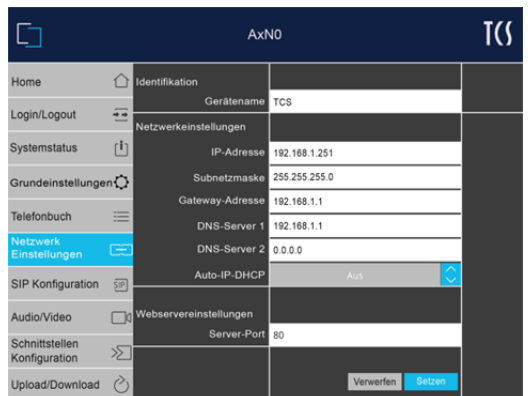 AxN0
TCS
Home
Login/Logout
Systemstatus
Grundeinstellungen
Telefonbuch
Netzwerk
Einstellungen
SIP Konfiguration
SIP
Audio/Video
Schnittstellen
Konfiguration
Upload/Download
Identifikation
Gerätename TCS
Netzwerkeinstellungen
IP-Adresse 192.168.1.251
Subnetzmaske 255.255.255.0
Gateway-Adresse 192.168.1.1
DNS-Server 1 192.168.1.1
DNS-Server 2 0.0.0.0
Auto-IP-DHCP Aus
Webservereinstellungen
Server-Port 80
Verwerfen Setzen